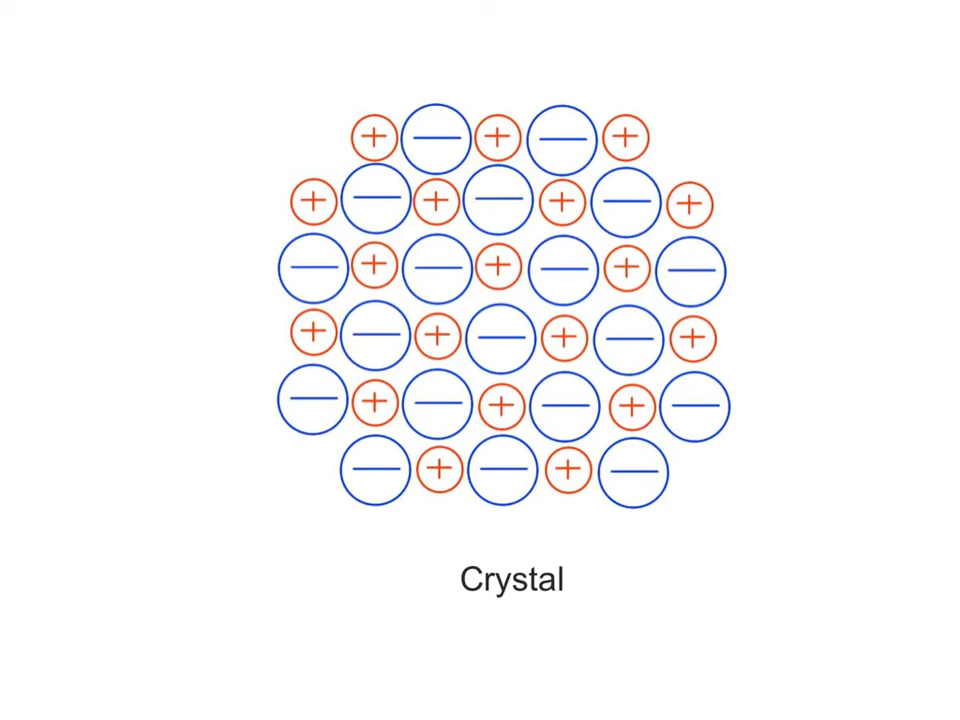 + − + − +
+ − + − + − +
− + − + − + −
+ − + − + − +
− + − + − + −
− + − + −
Crystal